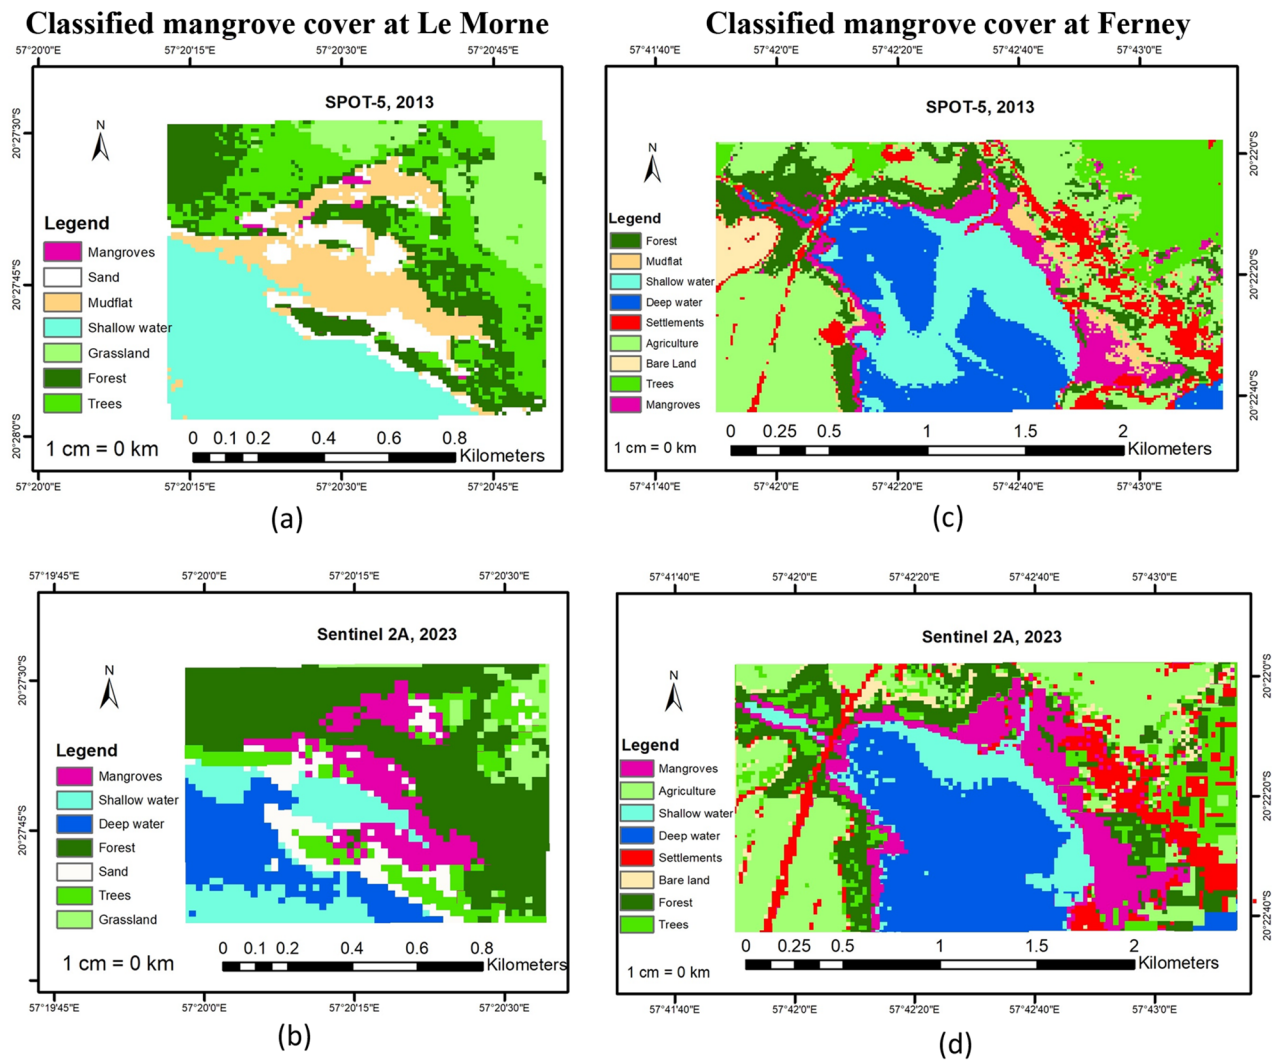 Classified mangrove cover at Le Morne
57°20'0"E 57°20'15"E 57°20'30"E 57°20'45"E
SPOT-5, 2013
N
20°27'30"S
20°27'45"S
20°28'0"S
Legend
Mangroves
Sand
Mudflat
Shallow water
Grassland
Forest
Trees
1 cm = 0 km
0 0.1 0.2 0.4 0.6 0.8
Kilometers
57°20'0"E 57°20'15"E 57°20'30"E 57°20'45"E
(a)
Classified mangrove cover at Ferney
57°41'40"E 57°42'0"E 57°42'20"E 57°42'40"E 57°43'0"E
SPOT-5, 2013
N
20°22'0"S
20°22'20"S
20°22'40"S
Legend
Forest
Mudflat
Shallow water
Deep water
Settlements
Agriculture
Bare Land
Trees
Mangroves
1 cm = 0 km
0 0.25 0.5 1 1.5 2
Kilometers
57°41'40"E 57°42'0"E 57°42'20"E 57°42'40"E 57°43'0"E
(c)
57°19'45"E 57°20'0"E 57°20'15"E 57°20'30"E
Sentinel 2A, 2023
N
20°27'30"S
20°27'45"S
Legend
Mangroves
Shallow water
Deep water
Forest
Sand
Trees
Grassland
1 cm = 0 km
0 0.1 0.2 0.4 0.6 0.8
Kilometers
57°19'45"E 57°20'0"E 57°20'15"E 57°20'30"E
(b)
57°41'40"E 57°42'0"E 57°42'20"E 57°42'40"E 57°43'0"E
Sentinel 2A, 2023
N
20°22'0"S
20°22'20"S
20°22'40"S
Legend
Mangroves
Agriculture
Shallow water
Deep water
Settlements
Bare land
Forest
Trees
1 cm = 0 km
0 0.25 0.5 1 1.5 2
Kilometers
57°41'40"E 57°42'0"E 57°42'20"E 57°42'40"E 57°43'0"E
(d)